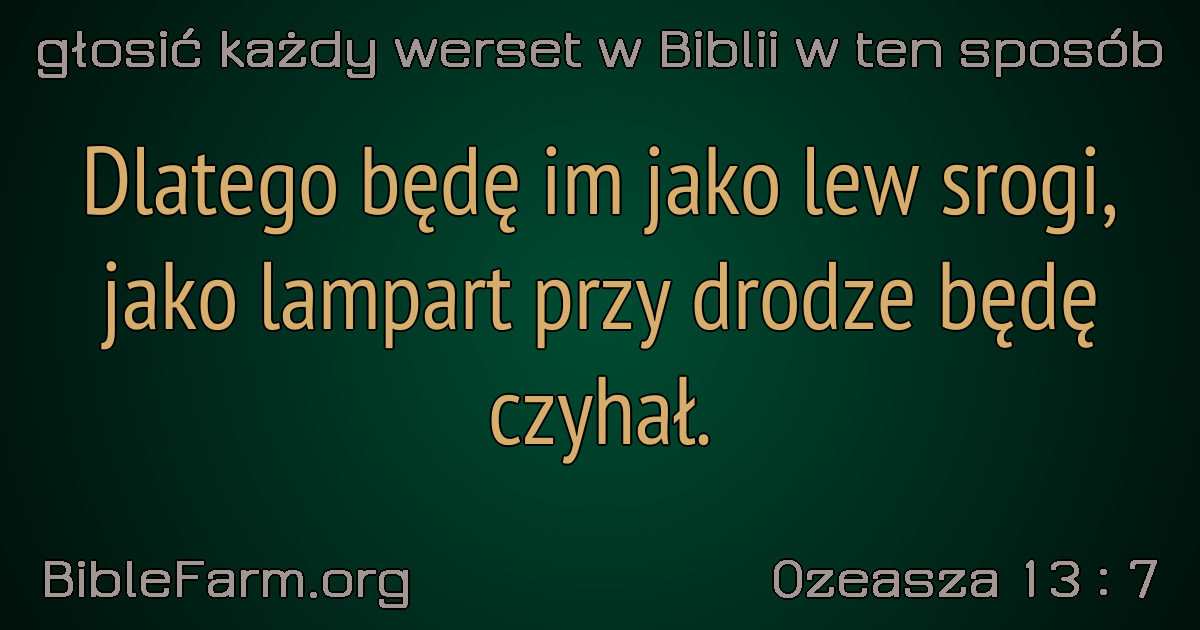 głosić każdy werset w Biblii w ten sposób
Dlatego będę im jako lew srogi,
jako lampart przy drodze będę
czyhał.
BibleFarm.org
Ozeasza 13 : 7